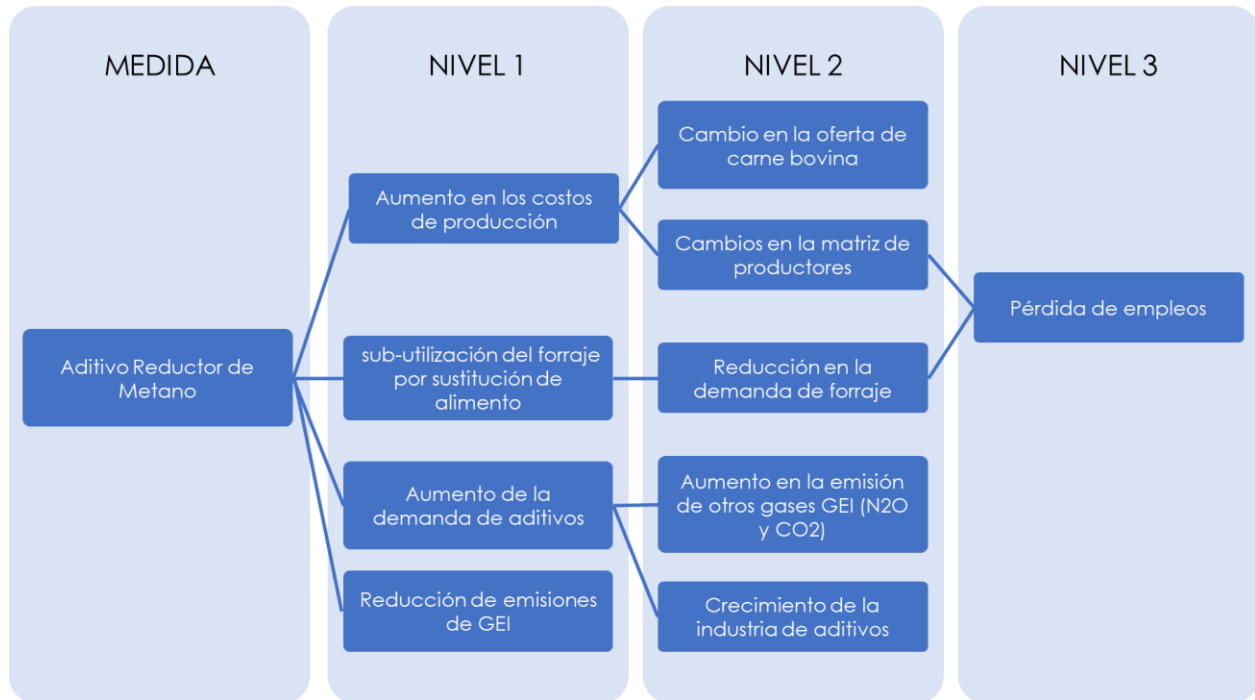 MEDIDA
NIVEL 1
NIVEL 2
NIVEL 3
Aditivo Reductor de
Metano
Aumento en los costos
de producción
sub-utilización del forraje
por sustitución de
alimento
Aumento de la
demanda de aditivos
Reducción de emisiones
de GEI
Cambio en la oferta de
carne bovina
Cambios en la matriz de
productores
Reducción en la
demanda de forraje
Aumento en la emisión
de otros gases GEI (N2O
y CO2)
Crecimiento de la
industria de aditivos
Pérdida de empleos